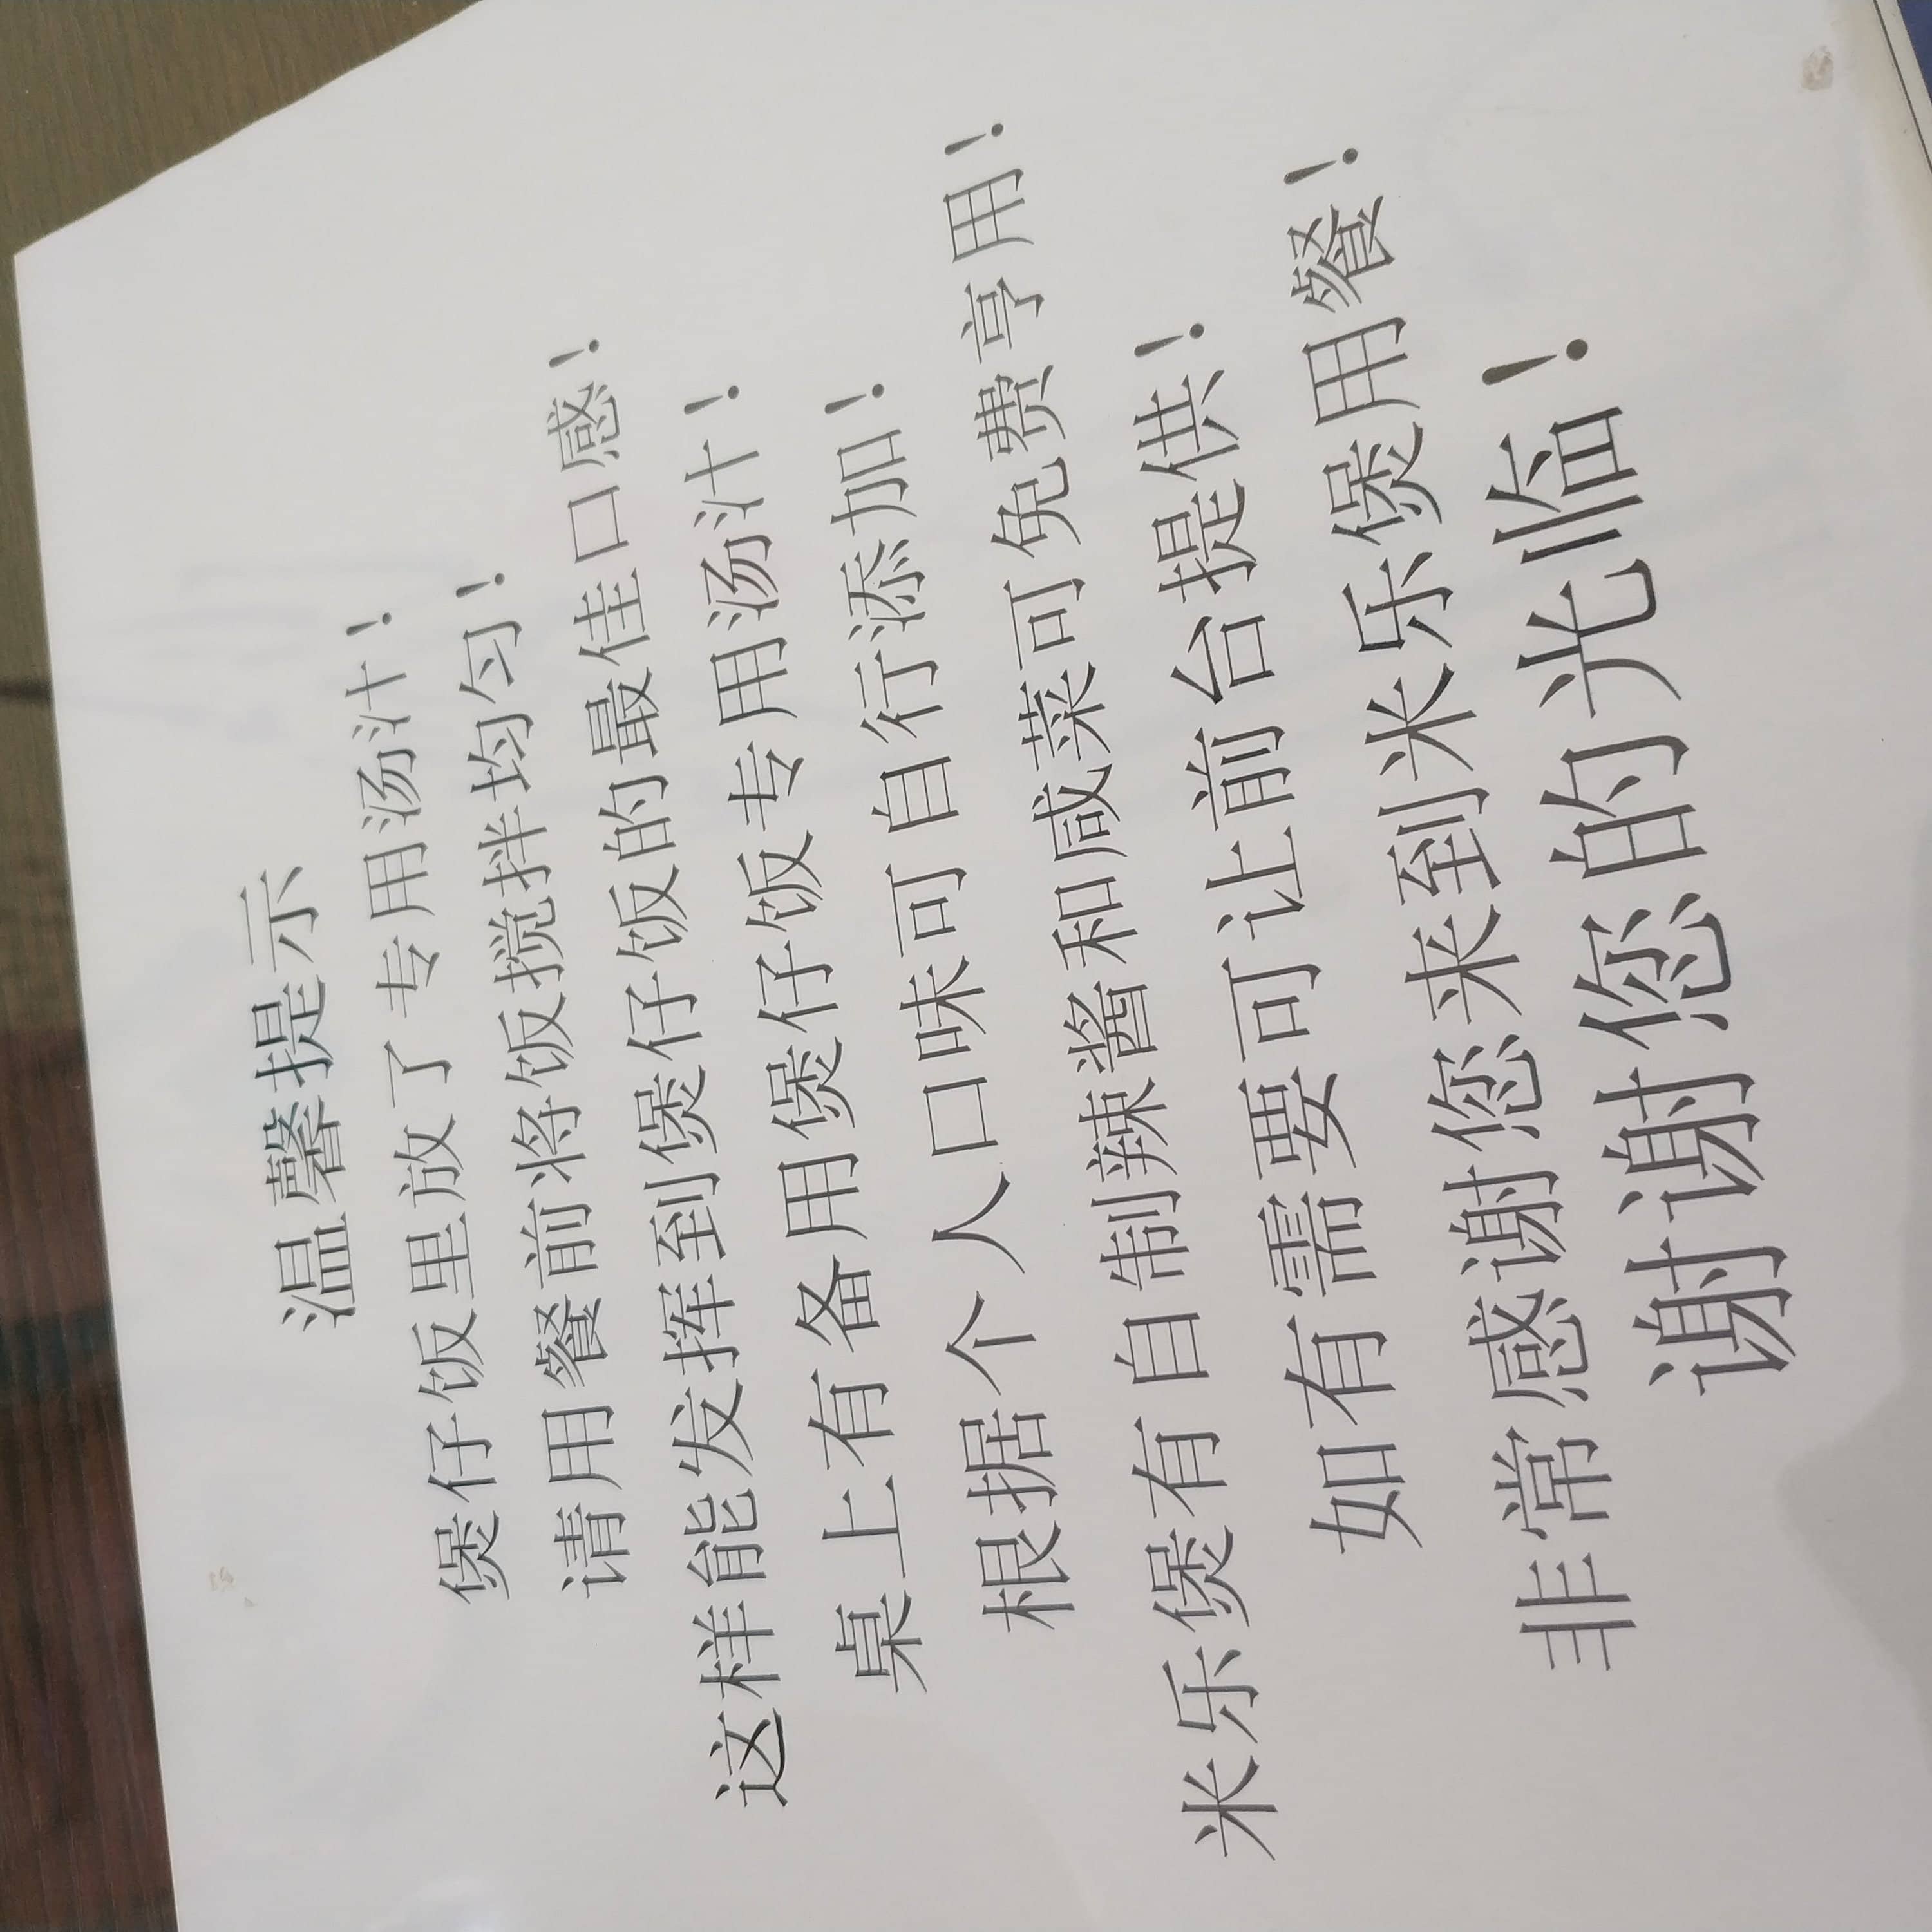 温馨提示
煲仔饭里放了专用汤汁！
请用餐前将饭搅拌均匀！
这样能发挥到煲仔饭的最佳口感！
桌上有备用煲仔饭专用汤汁！
根据个人口味可自行添加！
米乐煲有自制辣酱和咸菜可免费亨用！
如有需要可让前台提供！
非常感谢您来到米乐煲用餐！
谢谢您的光临！